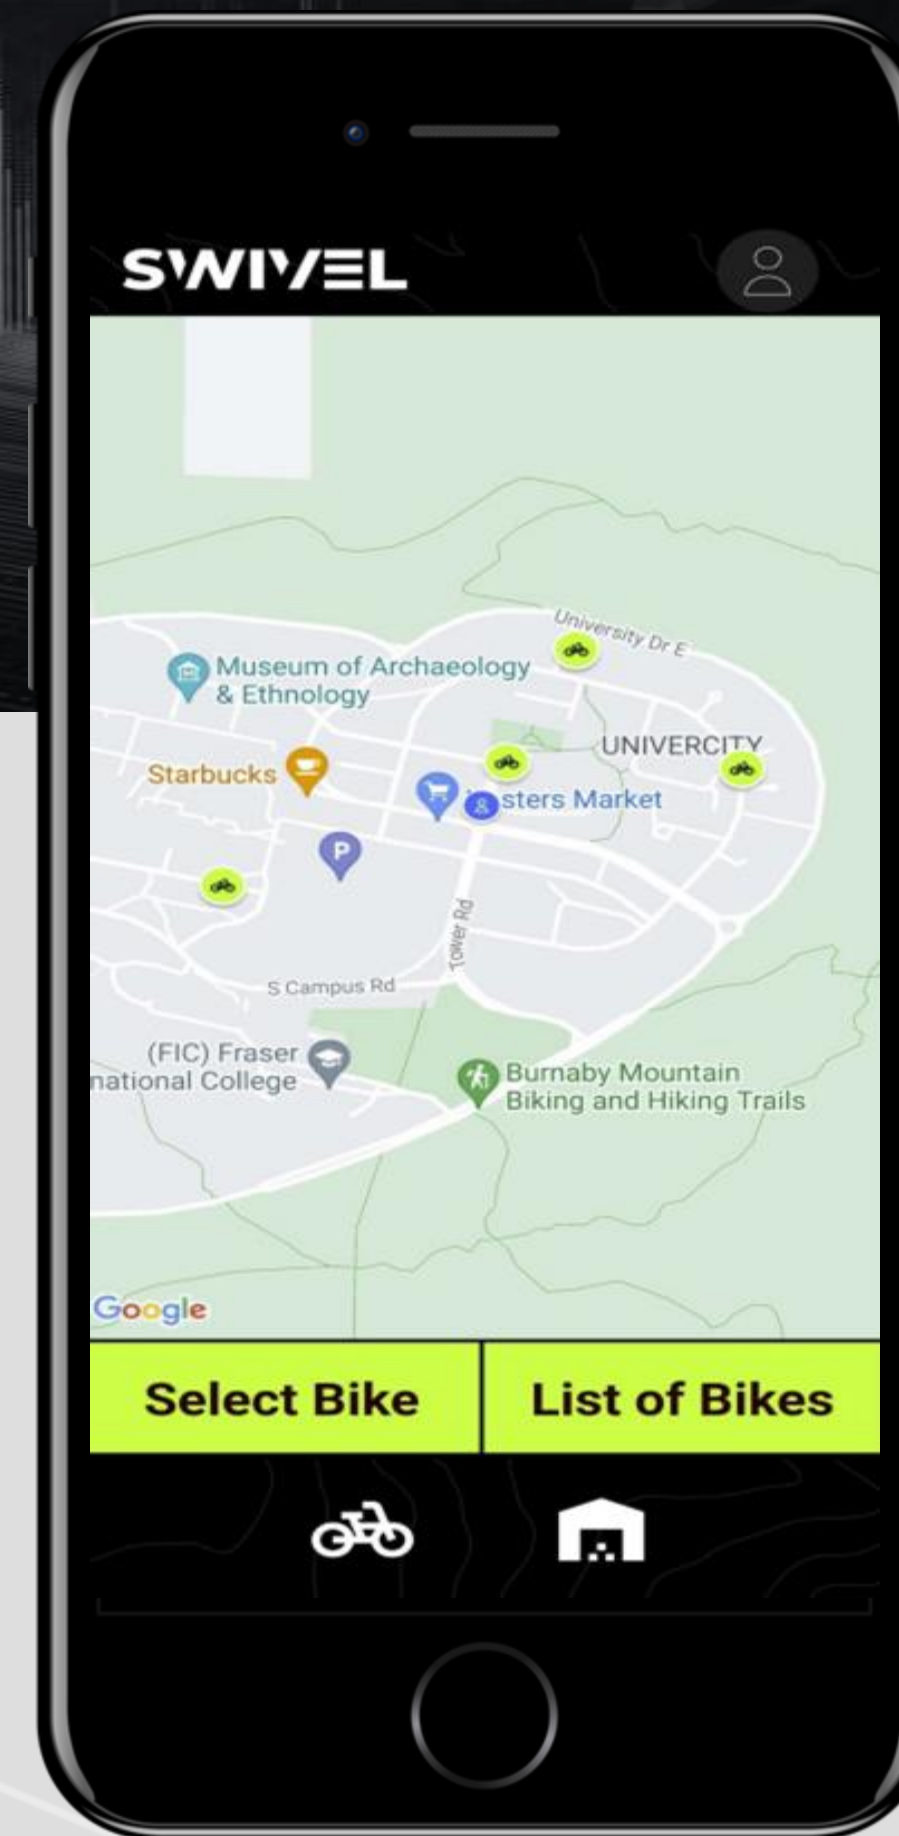 SWIVEL
University Dr E
Museum of Archaeology
& Ethnology
UNIVERCITY
Starbucks
sters Market
P
Tower Rd
S Campus Rd
(FIC) Fraser
national College
Burnaby Mountain
Biking and Hiking Trails
Google
Select Bike
List of Bikes